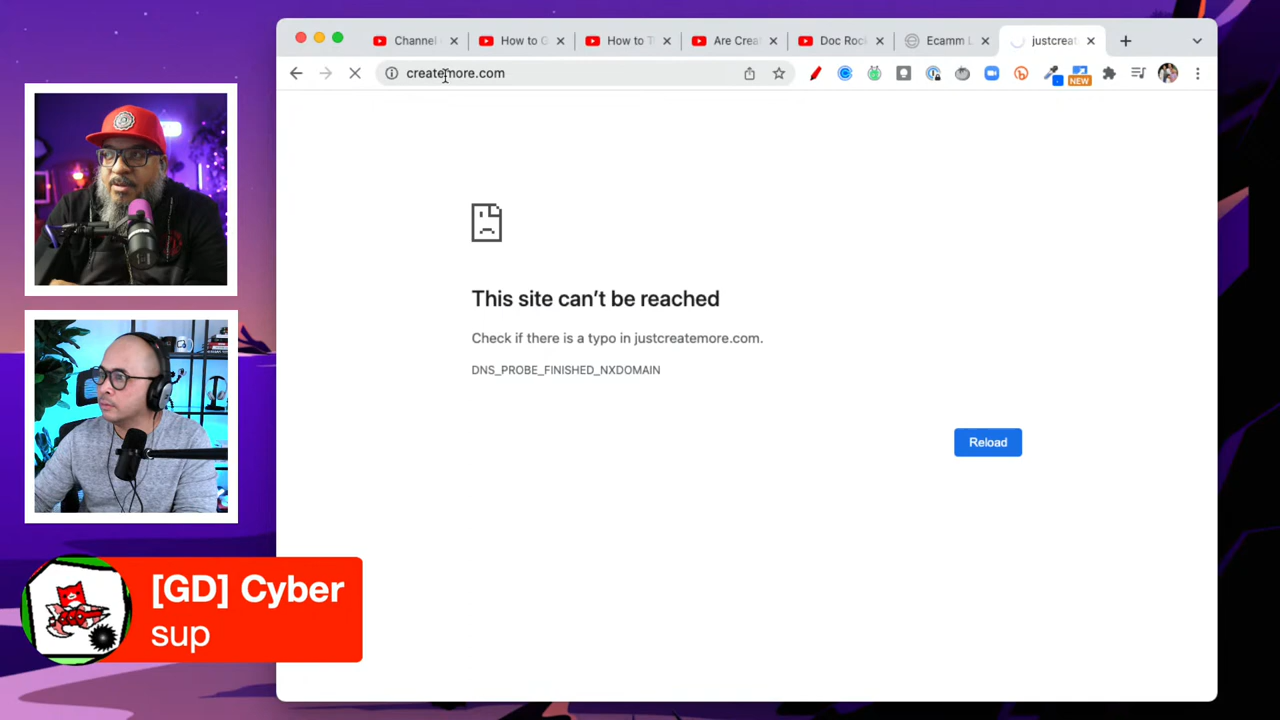 Channel
How to G
How to T
Are Crea
Doc Rock
Ecamm L
justcreat
createmore.com
NEW
This site can't be reached
Check if there is a typo in justcreatemore.com.
DNS_PROBE_FINISHED_NXDOMAIN
Reload
[GD] Cyber
sup